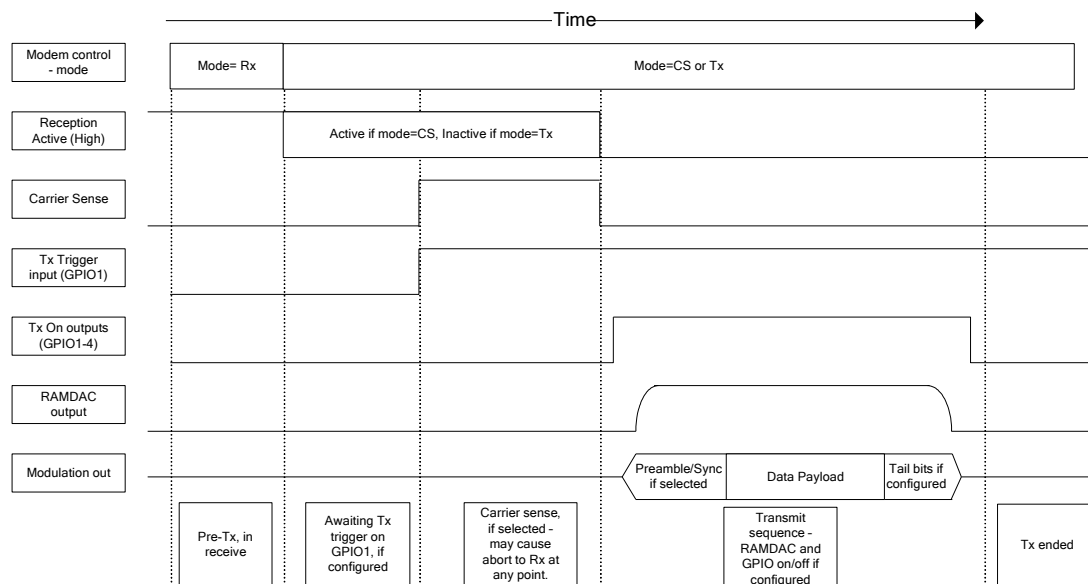 Time
Modem control
- mode
Mode= Rx
Mode=CS or Tx
Reception
Active (High)
Active if mode=CS, Inactive if mode=Tx
Carrier Sense
Tx Trigger
input (GPIO1)
Tx On outputs
(GPIO1-4)
RAMDAC
output
Modulation out
Preamble/Sync
if selected
Data Payload
Tail bits if
configured
Pre-Tx, in
receive
Awaiting Tx
trigger on
GPIO1, if
configured
Carrier sense,
if selected –
may cause
abort to Rx at
any point.
Transmit
sequence –
RAMDAC and
GPIO on/off if
configured
Tx ended